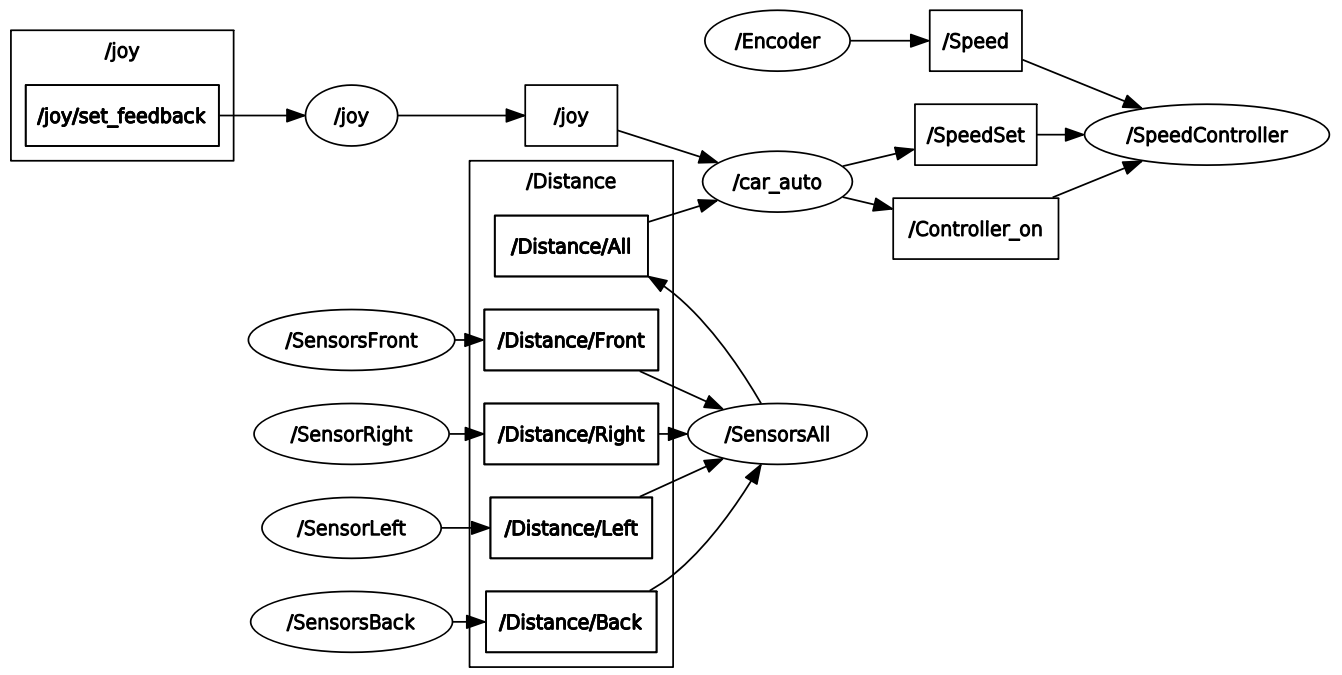 /Encoder
/Speed
/joy
/joy/set_feedback
/joy
/joy
/SpeedSet
/SpeedController
/Distance
/car_auto
/Controller_on
/Distance/All
/SensorsFront
/Distance/Front
/SensorRight
/Distance/Right
/SensorsAll
/SensorLeft
/Distance/Left
/SensorsBack
/Distance/Back